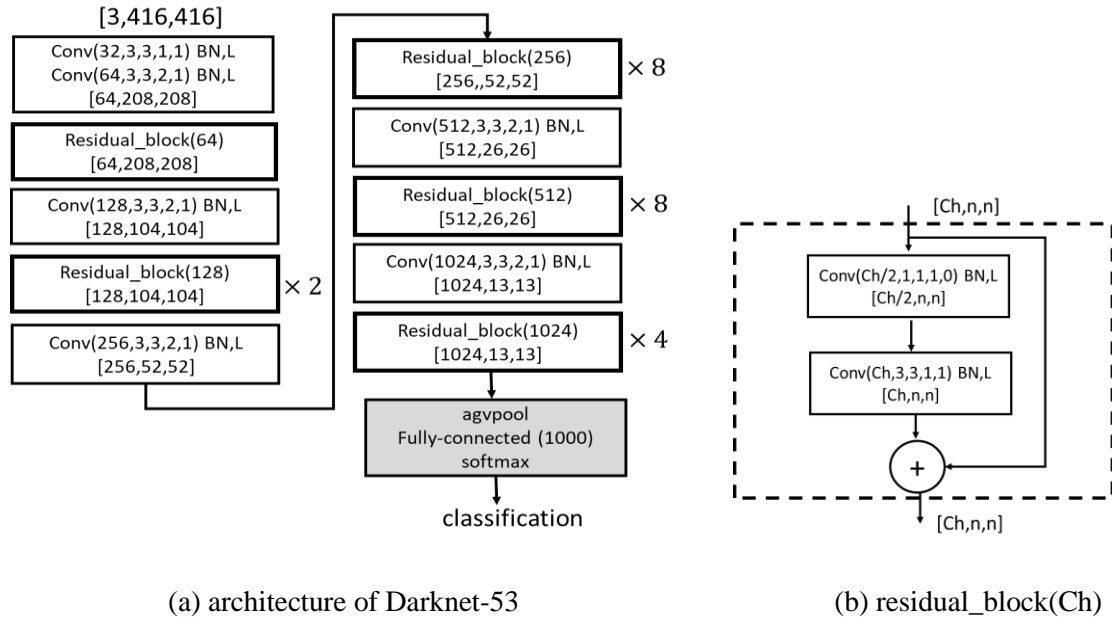 [3,416,416]
Conv(32,3,3,1,1) BN,L
Conv(64,3,3,2,1) BN,L
[64,208,208]
Residual_block(64)
[64,208,208]
Conv(128,3,3,2,1) BN,L
[128,104,104]
Residual_block(128)
[128,104,104]
× 2
Conv(256,3,3,2,1) BN,L
[256,52,52]
Residual_block(256)
[256,,52,52]
× 8
Conv(512,3,3,2,1) BN,L
[512,26,26]
Residual_block(512)
[512,26,26]
× 8
Conv(1024,3,3,2,1) BN,L
[1024,13,13]
Residual_block(1024)
[1024,13,13]
× 4
agvpool
Fully-connected (1000)
softmax
classification
(a) architecture of Darknet-53
[Ch,n,n]
Conv(Ch/2,1,1,1,0) BN,L
[Ch/2,n,n]
Conv(Ch,3,3,1,1) BN,L
[Ch,n,n]
+
[Ch,n,n]
(b) residual_block(Ch)